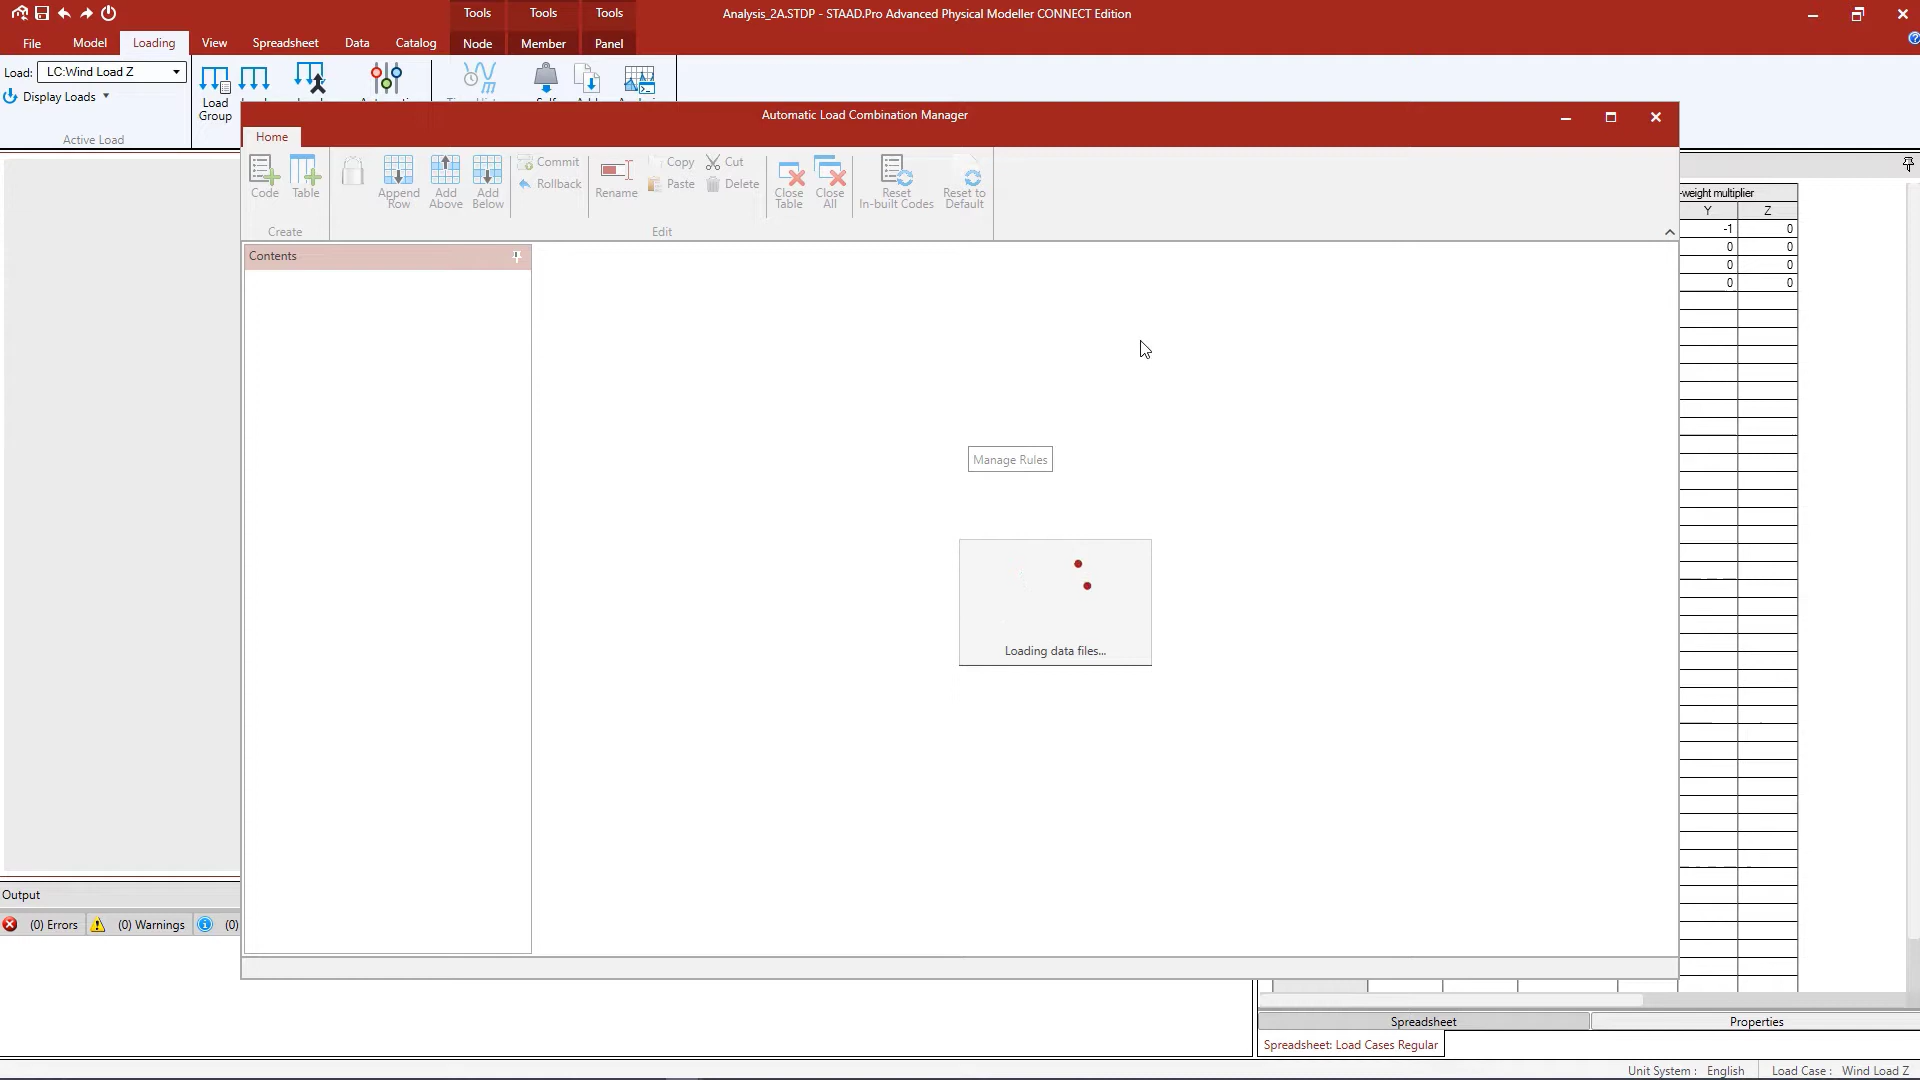 Tools
Tools
Tools
Analysis_2A.STDP - STAAD.Pro Advanced Physical Modeller CONNECT Edition
File
Model
Loading
View
Spreadsheet
Data
Catalog
Node
Member
Panel
Load:
LC:Wind Load Z
Display Loads
Load
Group
Active Load
Automatic Load Combination Manager
Home
Code
Table
Append
Row
Add
Above
Add
Below
Commit
Rollback
Rename
Copy
Paste
Cut
Delete
Close
Table
Close
All
Reset
In-built Codes
Reset to
Default
Create
Edit
Contents
-weight multiplier
Y
Z
-1
0
0
0
0
0
0
0
Manage Rules
Loading data files...
Output
(0) Errors
(0) Warnings
(0)
Spreadsheet
Properties
Spreadsheet: Load Cases Regular
Unit System : English
Load Case : Wind Load Z